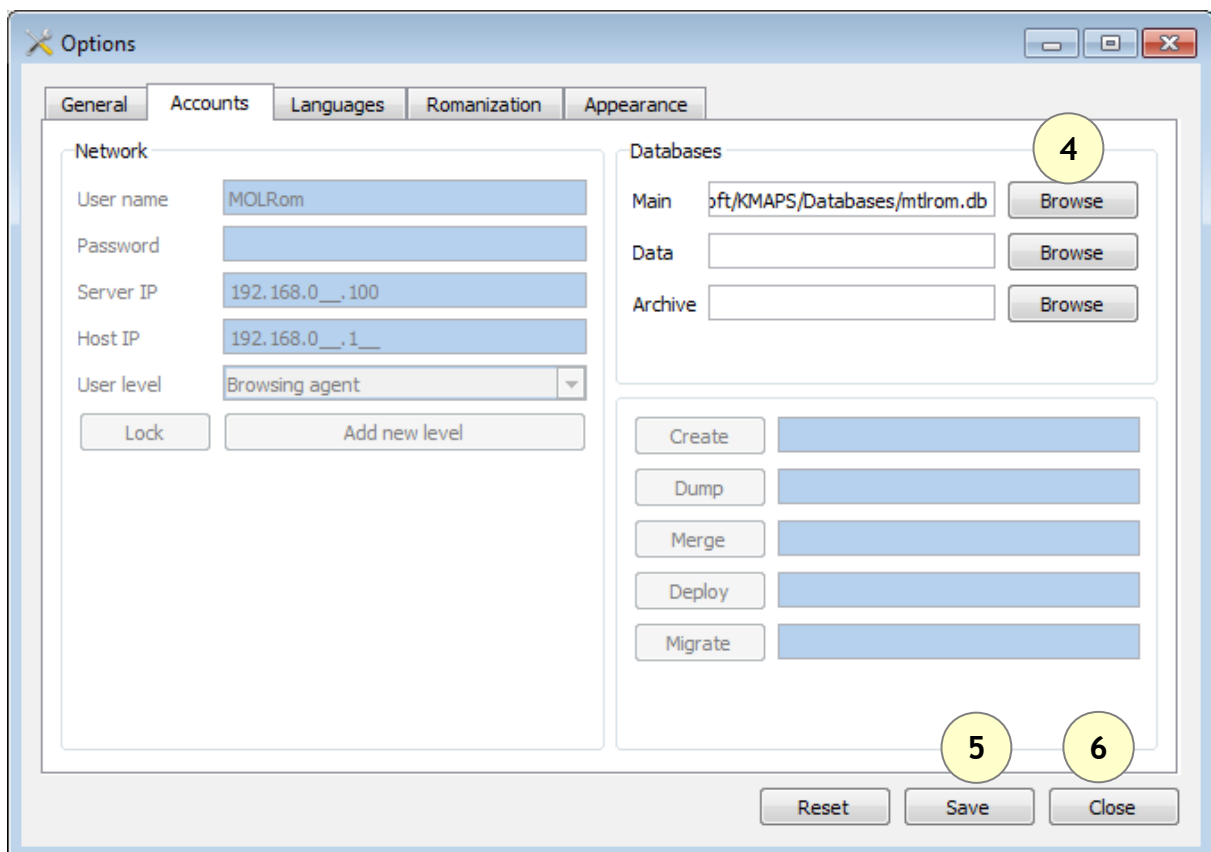 Options
General Accounts Languages Romanization Appearance
Network
User name MOLRom
Password
Server IP 192.168.0__.100
Host IP 192.168.0__.1__
User level Browsing agent
Lock Add new level
Databases 4
Main oft/KMAPS/Databases/mtlrom.db Browse
Data Browse
Archive Browse
Create
Dump
Merge
Deploy
Migrate
5 6
Reset Save Close